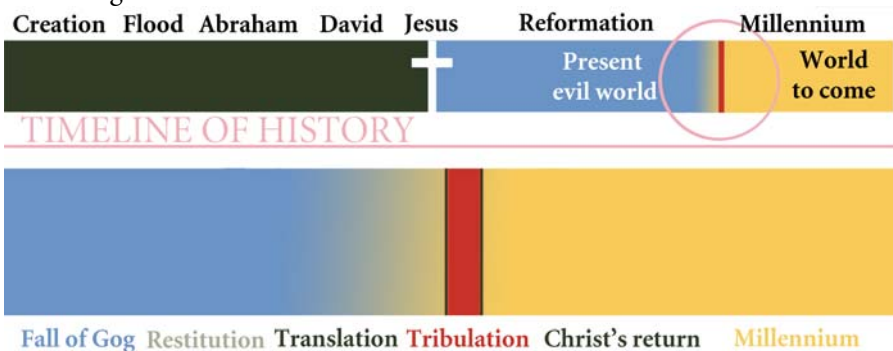 Creation Flood Abraham David Jesus Reformation Millennium
Present
evil world
World
to come
TIMELINE OF HISTORY
Fall of Gog Restitution Translation Tribulation Christ's return Millennium